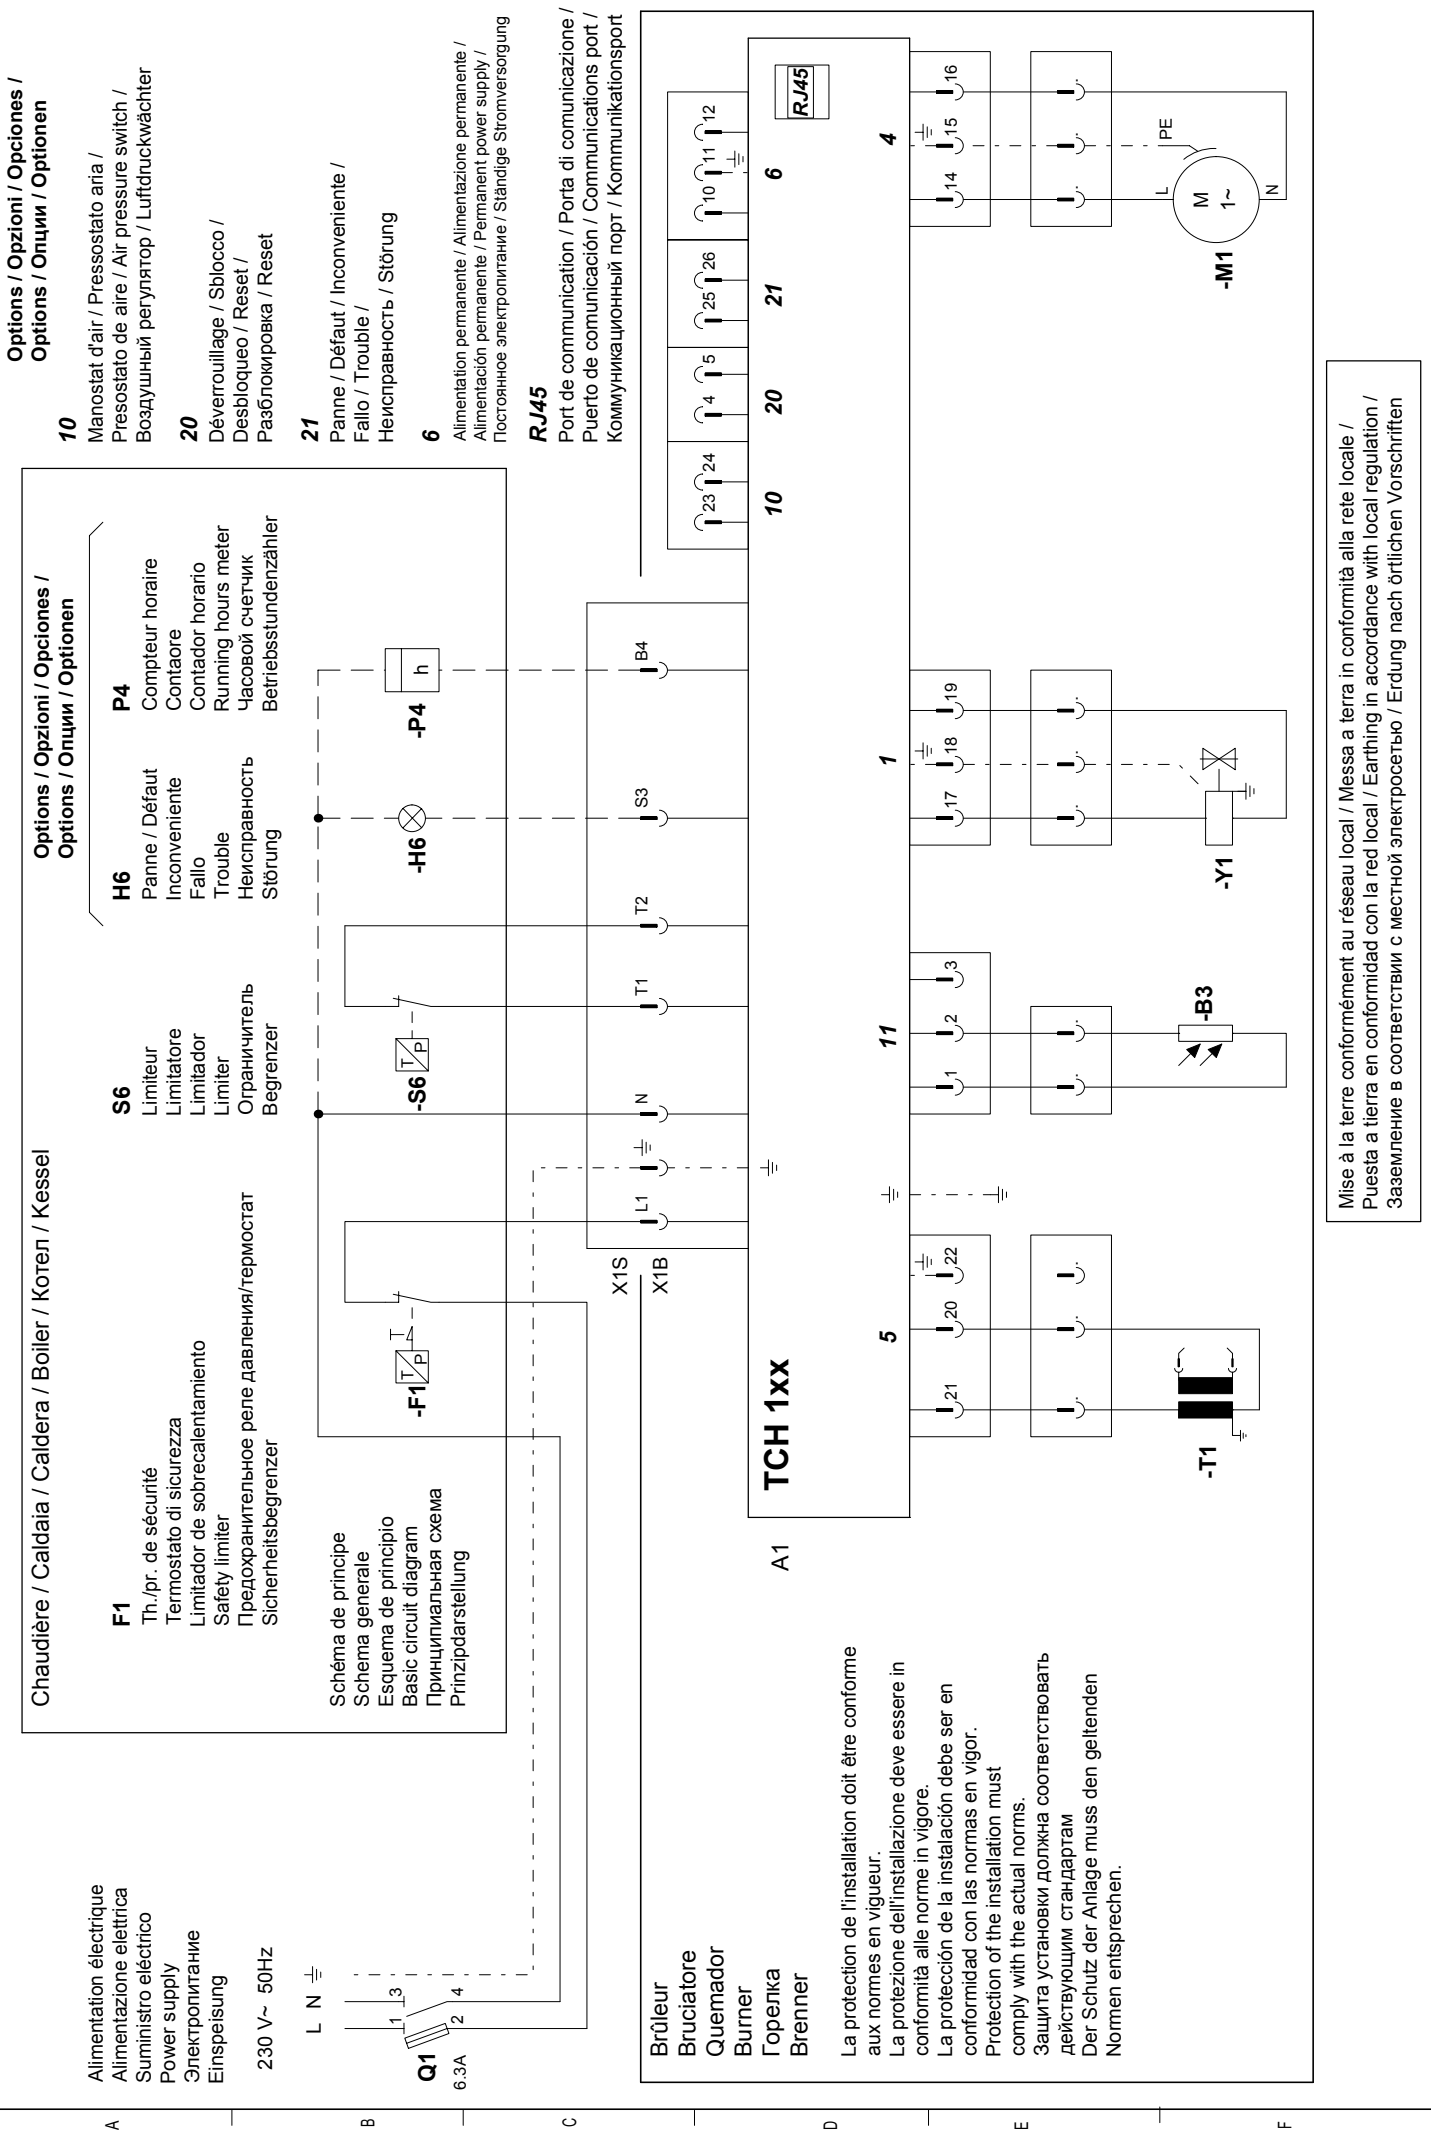 Alimentation électrique
Alimentazione elettrica
Suministro eléctrico
Power supply
Электропитание
Einspeisung
230 V~ 50Hz
L N
1 3
2 4
Q1
6.3A
Chaudière / Caldaia / Caldera / Boiler / Котел / Kessel
F1
Th./pr. de sécurité
Termostato di sicurezza
Limitador de sobrecalentamiento
Safety limiter
Предохранительное реле давления/термостат
Sicherheitsbegrenzer
S6
Limiteur
Limitatore
Limitador
Limiter
Ограничитель
Begrenzer
Options / Opzioni / Opciones /
Options / Опции / Optionen
H6
Panne / Défaut
Inconveniente
Fallo
Trouble
Неисправность
Störung
P4
Compteur horaire
Contaore
Contador horario
Running hours meter
Часовой счетчик
Betriebsstundenzähler
Schéma de principe
Schema generale
Esquema de principio
Basic circuit diagram
Принципиальная схема
Prinzipdarstellung
-F1
T P
-S6
T P
-H6
-P4
h
Options / Opzioni / Opciones /
Options / Опции / Optionen
10
Manostat d'air / Pressostato aria /
Presostato de aire / Air pressure switch /
Воздушный регулятор / Luftdruckwächter
20
Déverrouillage / Sblocco /
Desbloqueo / Reset /
Разблокировка / Reset
21
Panne / Défaut / Inconveniente /
Fallo / Trouble /
Неисправность / Störung
6
Alimentation permanente / Alimentazione permanente /
Alimentación permanente / Permanent power supply /
Постоянное электропитание / Ständige Stromversorgung
RJ45
Port de communication / Porta di comunicazione /
Puerto de comunicación / Communications port /
Коммуникационный порт / Kommunikationsport
X1S
X1B
L1 N T1 T2 S3 B4
23 24 4 5 25 26 10 11 12
10 20 21 6
RJ45
A1
TCH 1xx
5 11 1 4
21 20 22 1 2 3 17 18 19 14 15 16
-T1
-B3
-Y1
-M1
M
1~
L
N
PE
Brûleur
Bruciatore
Quemador
Burner
Горелка
Brenner
La protection de l'installation doit être conforme
aux normes en vigueur.
La protezione dell'installazione deve essere in
conformità alle norme in vigore.
La protección de la instalación debe ser en
conformidad con las normas en vigor.
Protection of the installation must
comply with the actual norms.
Защита установки должна соответствовать
действующим стандартам
Der Schutz der Anlage muss den geltenden
Normen entsprechen.
Mise à la terre conformément au réseau local / Messa a terra in conformità alla rete locale /
Puesta a tierra en conformidad con la red local / Earthing in accordance with local regulation /
Заземление в соответствии с местной электросетью / Erdung nach örtlichen Vorschriften
A
B
C
D
E
F